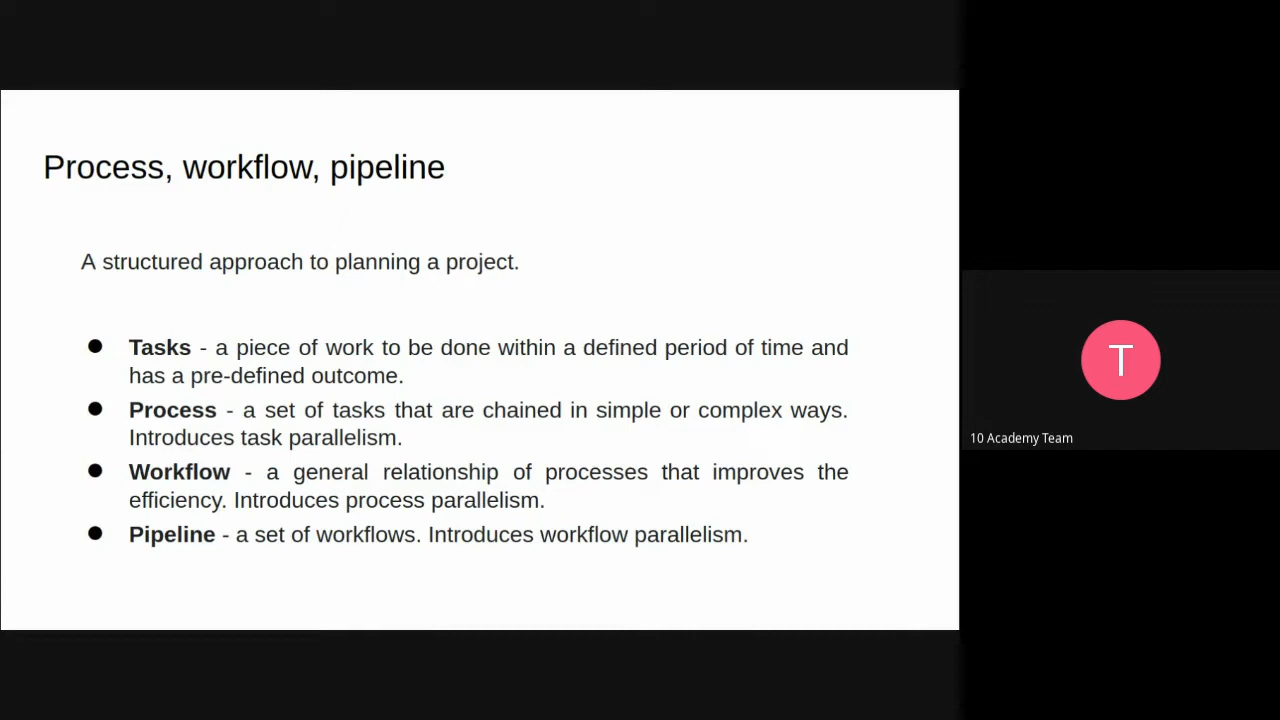 Process, workflow, pipeline
A structured approach to planning a project.
● Tasks - a piece of work to be done within a defined period of time and
has a pre-defined outcome.
● Process - a set of tasks that are chained in simple or complex ways.
Introduces task parallelism.
● Workflow - a general relationship of processes that improves the
efficiency. Introduces process parallelism.
● Pipeline - a set of workflows. Introduces workflow parallelism.
T
10 Academy Team